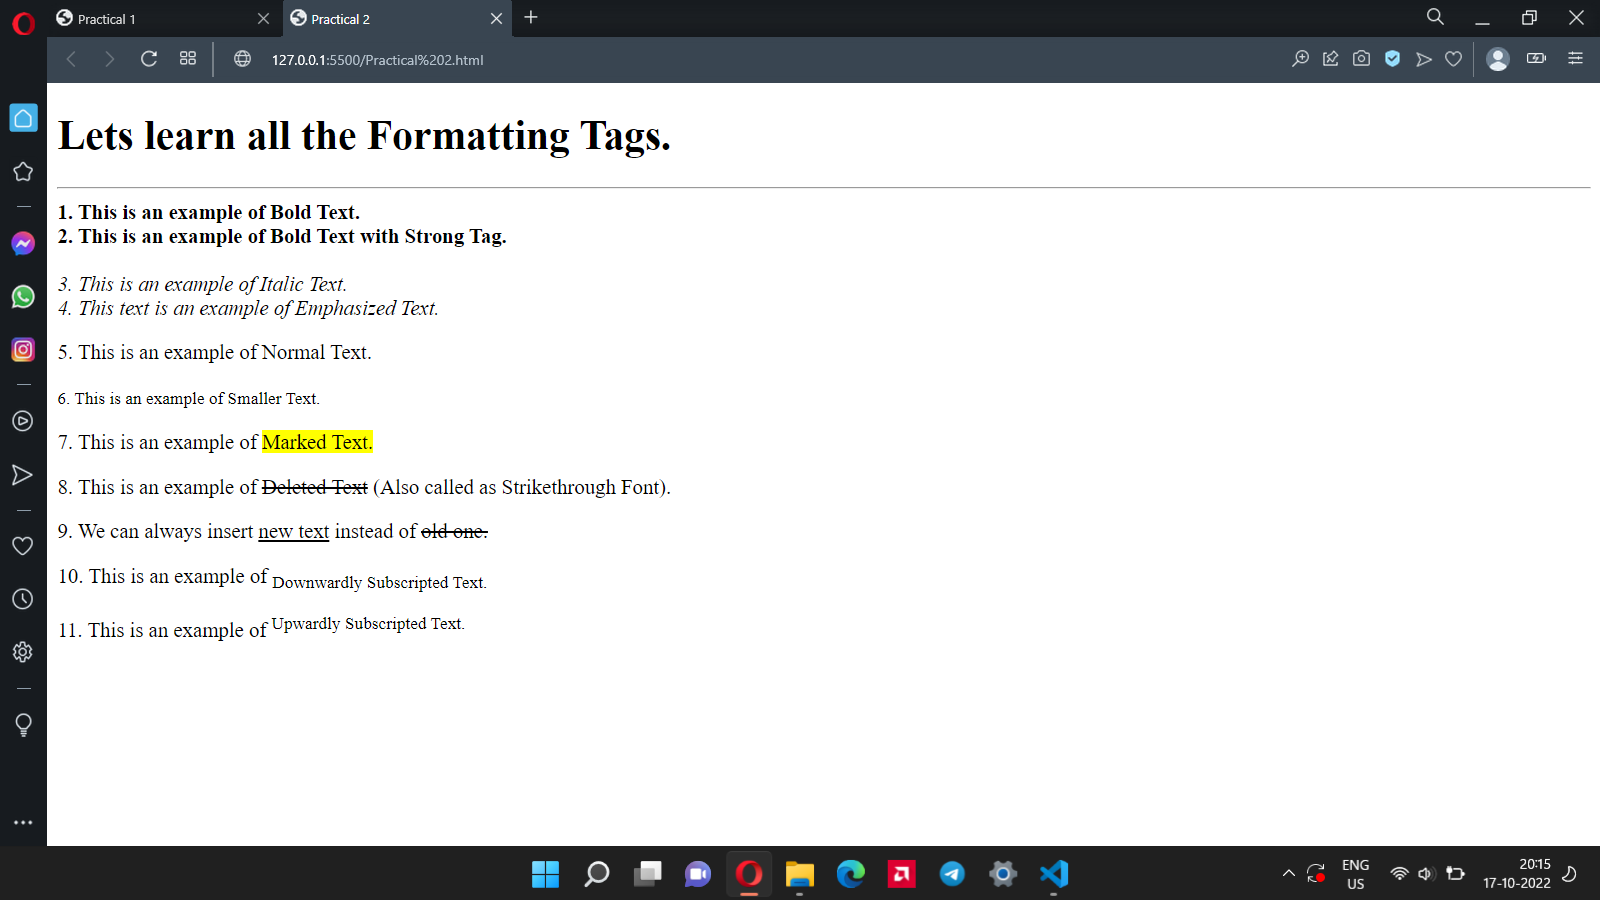 Practical 1
Practical 2
127.0.0.1:5500/Practical%202.html
Lets learn all the Formatting Tags.
1. This is an example of Bold Text.
2. This is an example of Bold Text with Strong Tag.
3. This is an example of Italic Text.
4. This text is an example of Emphasized Text.
5. This is an example of Normal Text.
6. This is an example of Smaller Text.
7. This is an example of Marked Text.
8. This is an example of Deleted Text (Also called as Strikethrough Font).
9. We can always insert new text instead of old one.
10. This is an example of Downwardly Subscripted Text.
11. This is an example of Upwardly Subscripted Text.
ENG
US
20:15
17-10-2022